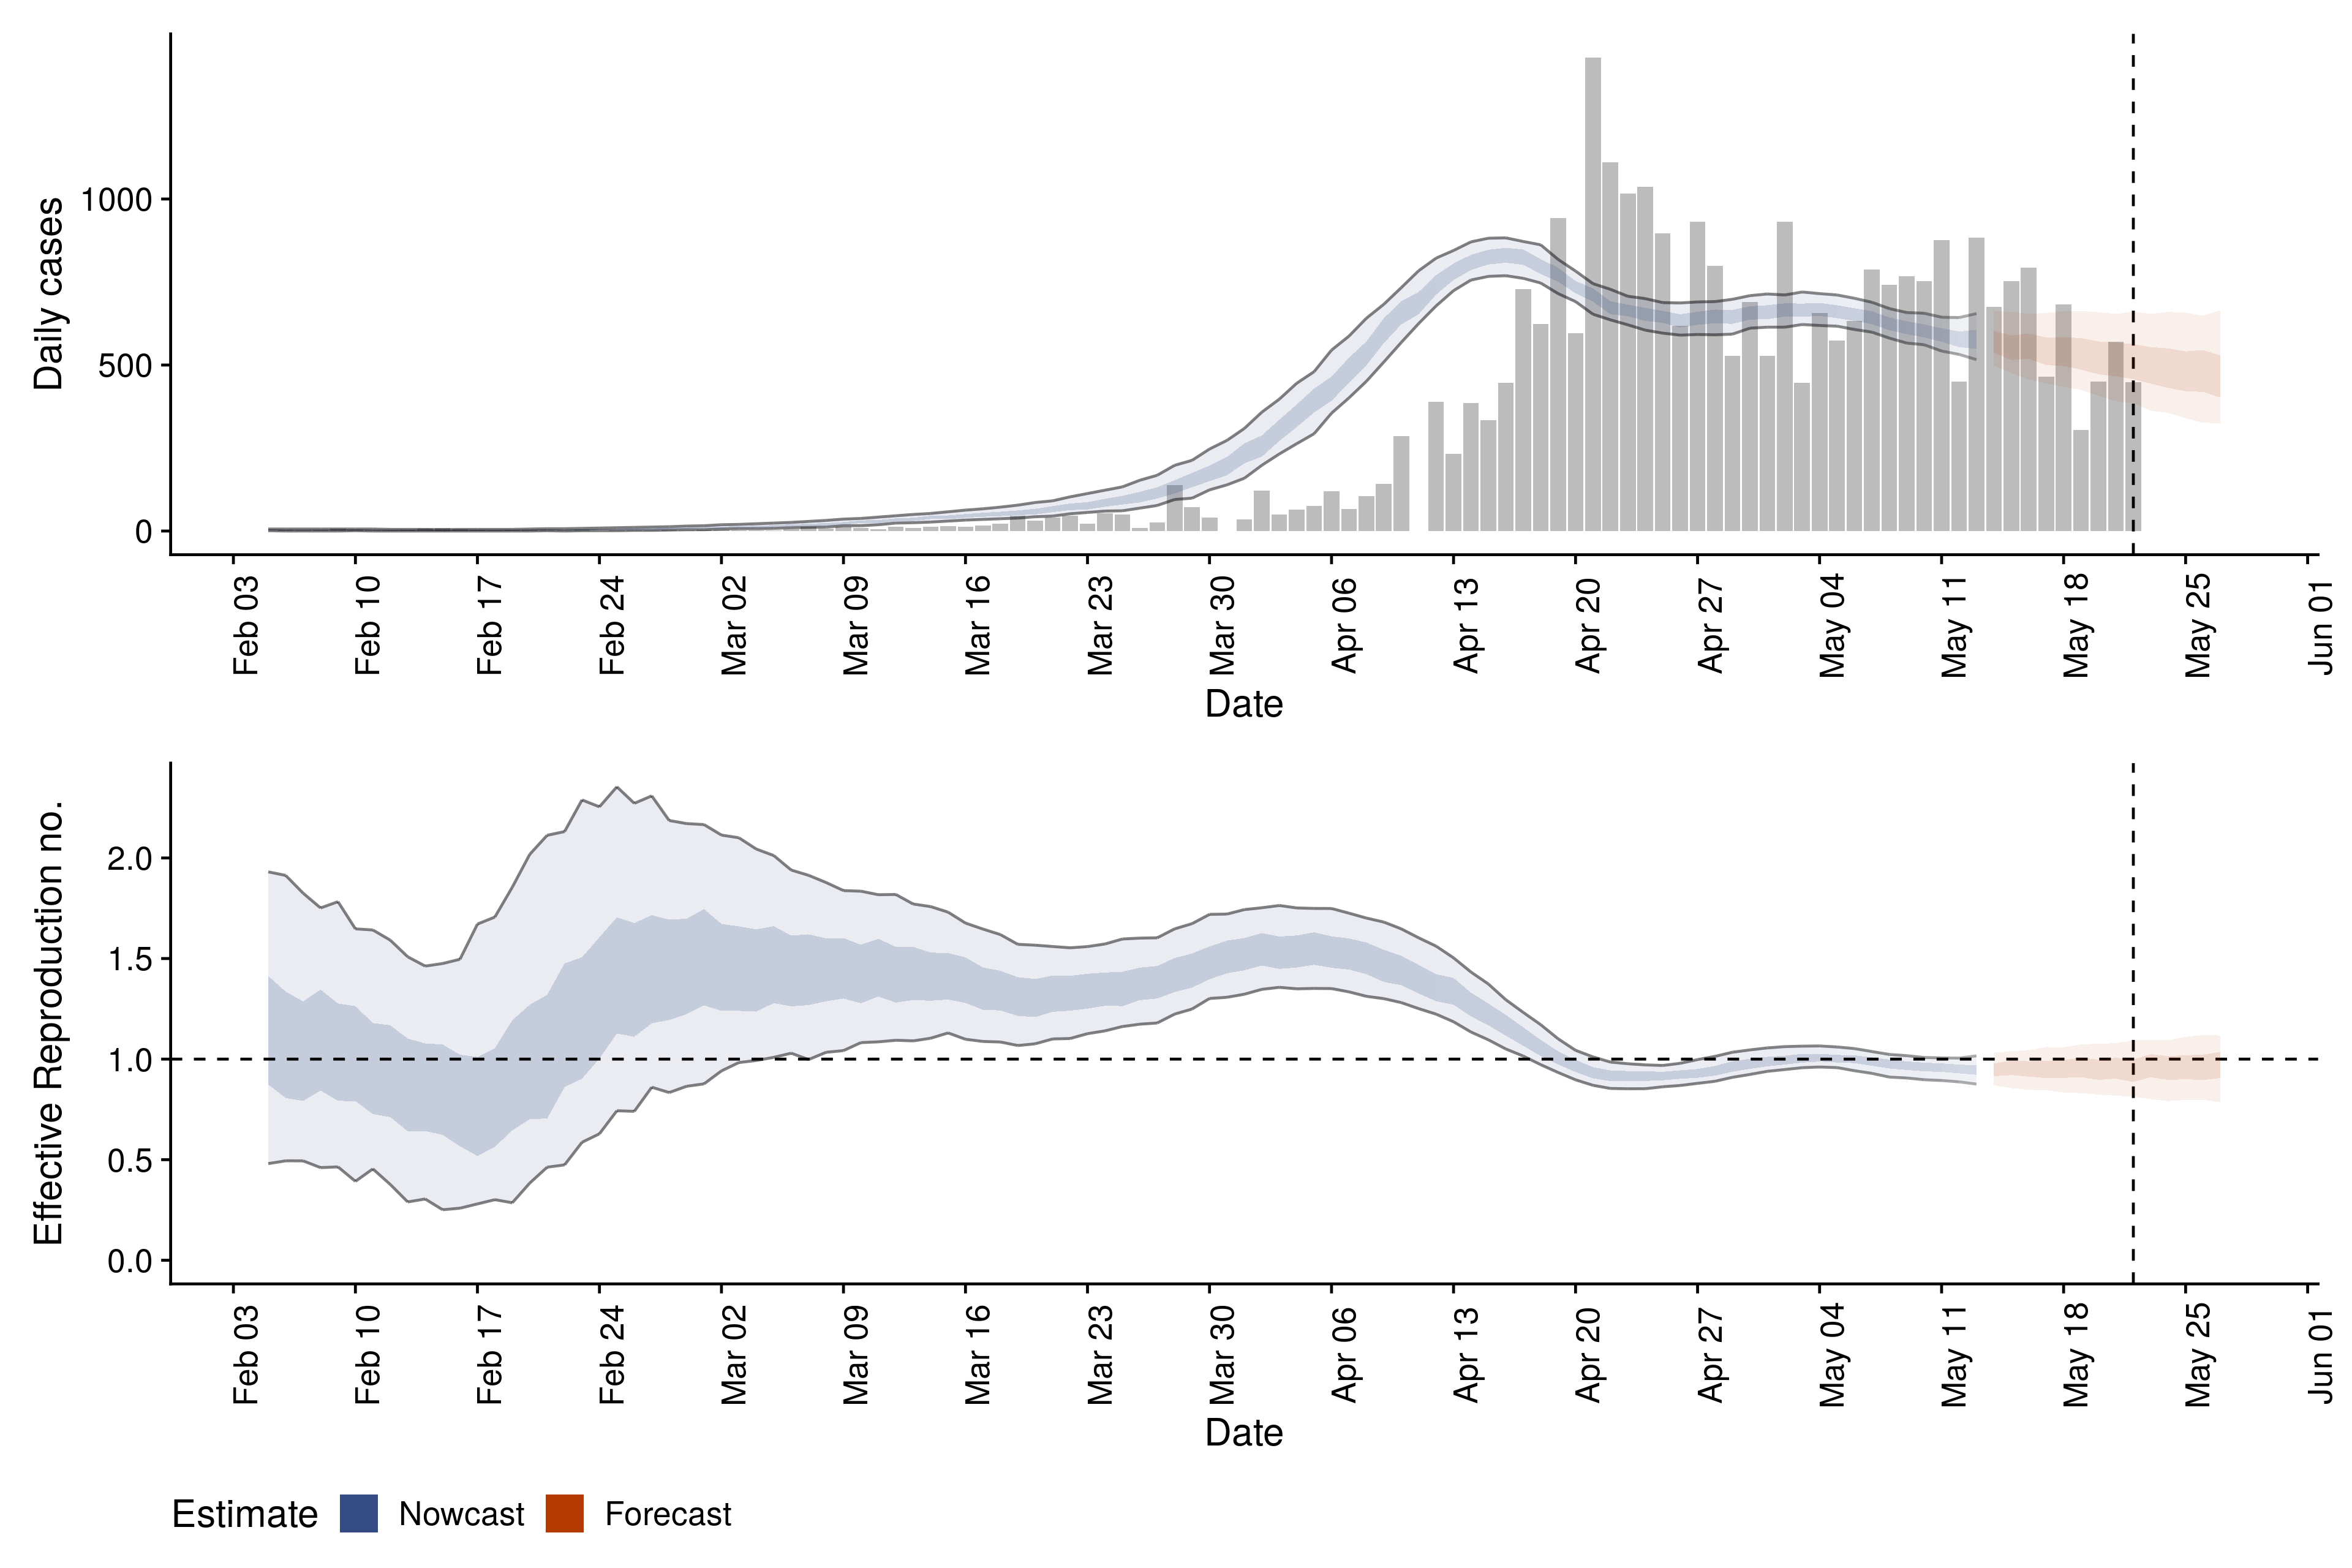 Daily cases
1000
500
0
Feb 03 Feb 10 Feb 17 Feb 24 Mar 02 Mar 09 Mar 16 Mar 23 Mar 30 Apr 06 Apr 13 Apr 20 Apr 27 May 04 May 11 May 18 May 25 Jun 01
Date
Effective Reproduction no.
2.0
1.5
1.0
0.5
0.0
Feb 03 Feb 10 Feb 17 Feb 24 Mar 02 Mar 09 Mar 16 Mar 23 Mar 30 Apr 06 Apr 13 Apr 20 Apr 27 May 04 May 11 May 18 May 25 Jun 01
Date
Estimate Nowcast Forecast